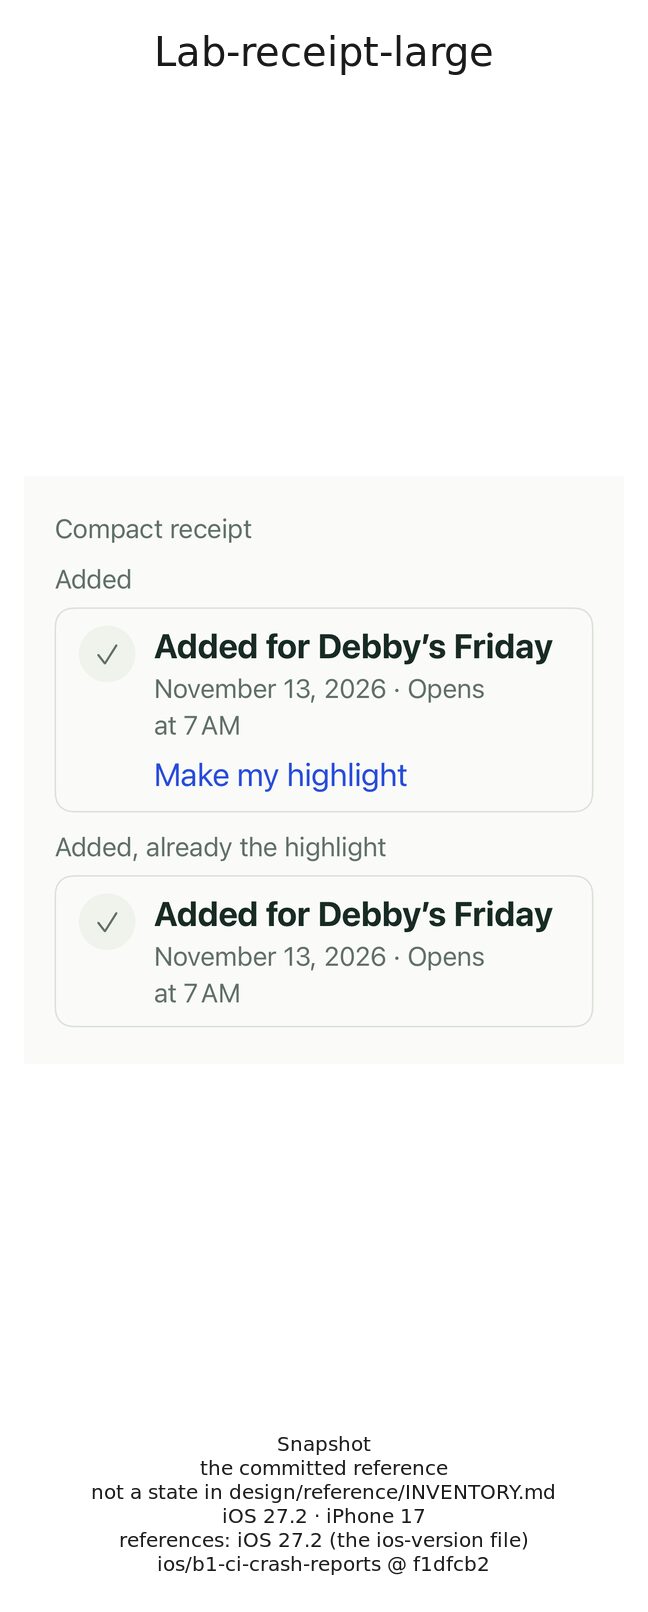 Lab-receipt-large
Compact receipt
Added
Added for Debby’s Friday
November 13, 2026 · Opens
at 7 AM
Make my highlight
Added, already the highlight
Added for Debby’s Friday
November 13, 2026 · Opens
at 7 AM
Snapshot
the committed reference
not a state in design/reference/INVENTORY.md
iOS 27.2 · iPhone 17
references: iOS 27.2 (the ios-version file)
ios/b1-ci-crash-reports @ f1dfcb2